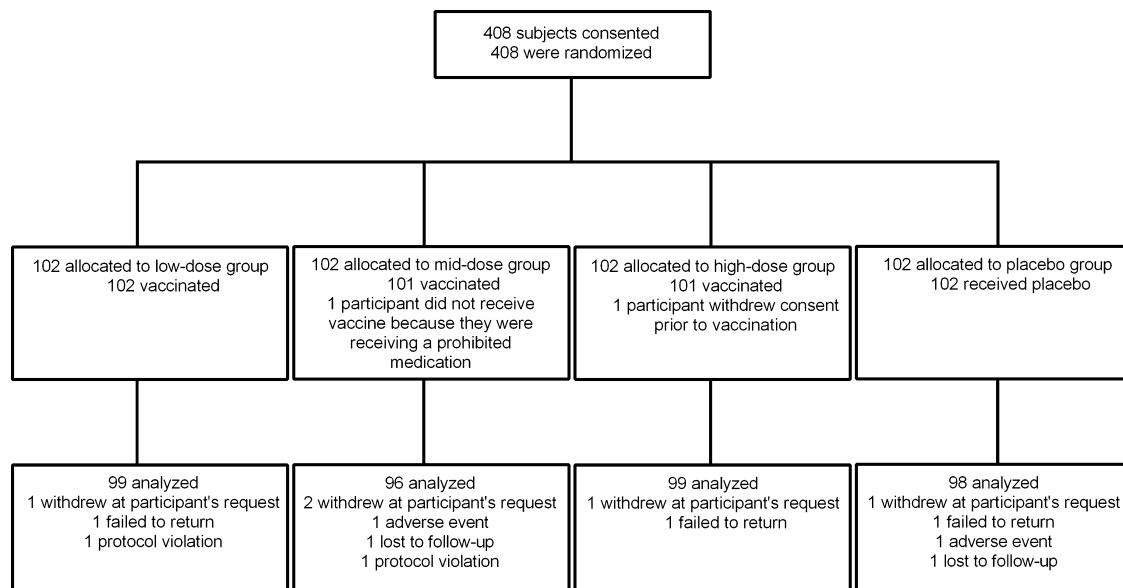 408 subjects consented
408 were randomized
102 allocated to low-dose group
102 vaccinated
102 allocated to mid-dose group
101 vaccinated
1 participant did not receive
vaccine because they were
receiving a prohibited
medication
102 allocated to high-dose group
101 vaccinated
1 participant withdrew consent
prior to vaccination
102 allocated to placebo group
102 received placebo
99 analyzed
1 withdrew at participant's request
1 failed to return
1 protocol violation
96 analyzed
2 withdrew at participant's request
1 adverse event
1 lost to follow-up
1 protocol violation
99 analyzed
1 withdrew at participant's request
1 failed to return
98 analyzed
1 withdrew at participant's request
1 failed to return
1 adverse event
1 lost to follow-up